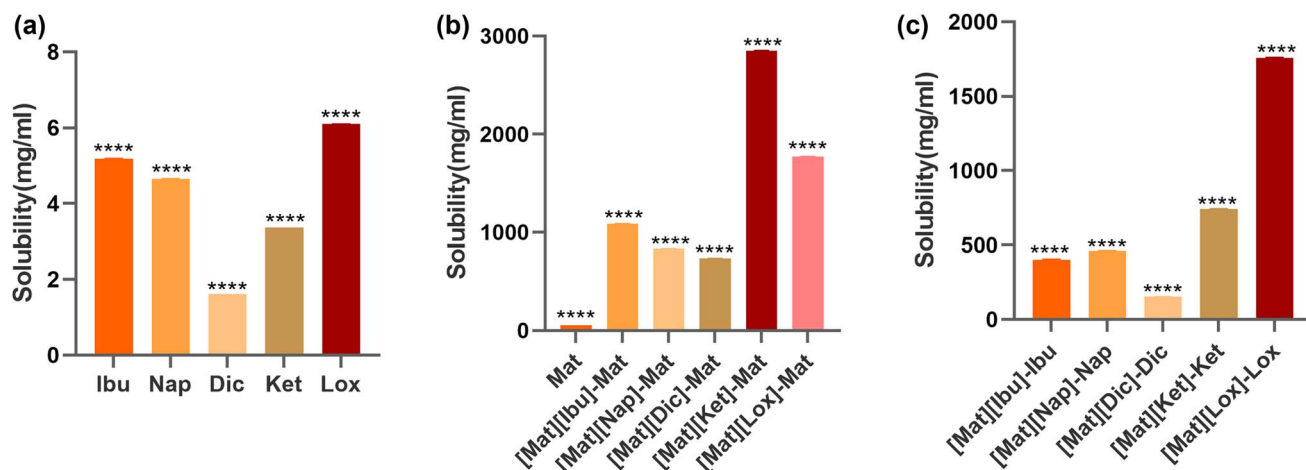 (a)
Solubility(mg/ml)
8
6
4
2
0
****
****
****
****
****
Ibu
Nap
Dic
Ket
Lox
(b)
Solubility(mg/ml)
3000
2000
1000
0
****
****
****
****
****
****
Mat
[Mat][Ibu]-Mat
[Mat][Nap]-Mat
[Mat][Dic]-Mat
[Mat][Ket]-Mat
[Mat][Lox]-Mat
(c)
Solubility(mg/ml)
2000
1500
1000
500
0
****
****
****
****
****
[Mat][Ibu]-Ibu
[Mat][Nap]-Nap
[Mat][Dic]-Dic
[Mat][Ket]-Ket
[Mat][Lox]-Lox